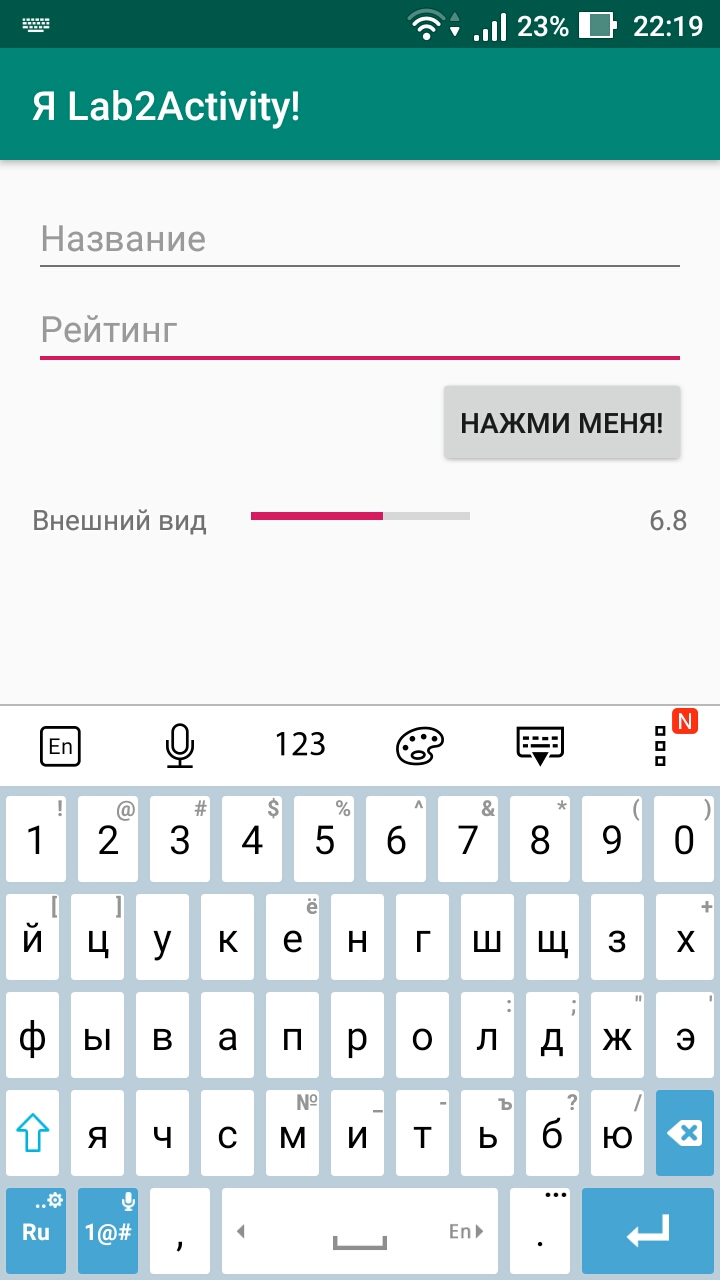 23% 22:19
Я Lab2Activity!
Название
Рейтинг
НАЖМИ МЕНЯ!
Внешний вид 6.8
En 123 N
! @ # $ % ^ & * ( )
1 2 3 4 5 6 7 8 9 0
[ ] ё +
й ц у к е н г ш щ з х
: ; " '
ф ы в а п р о л д ж э
№ _ - ъ ? /
я ч с м и т ь б ю
Ru 1@# , En . ...